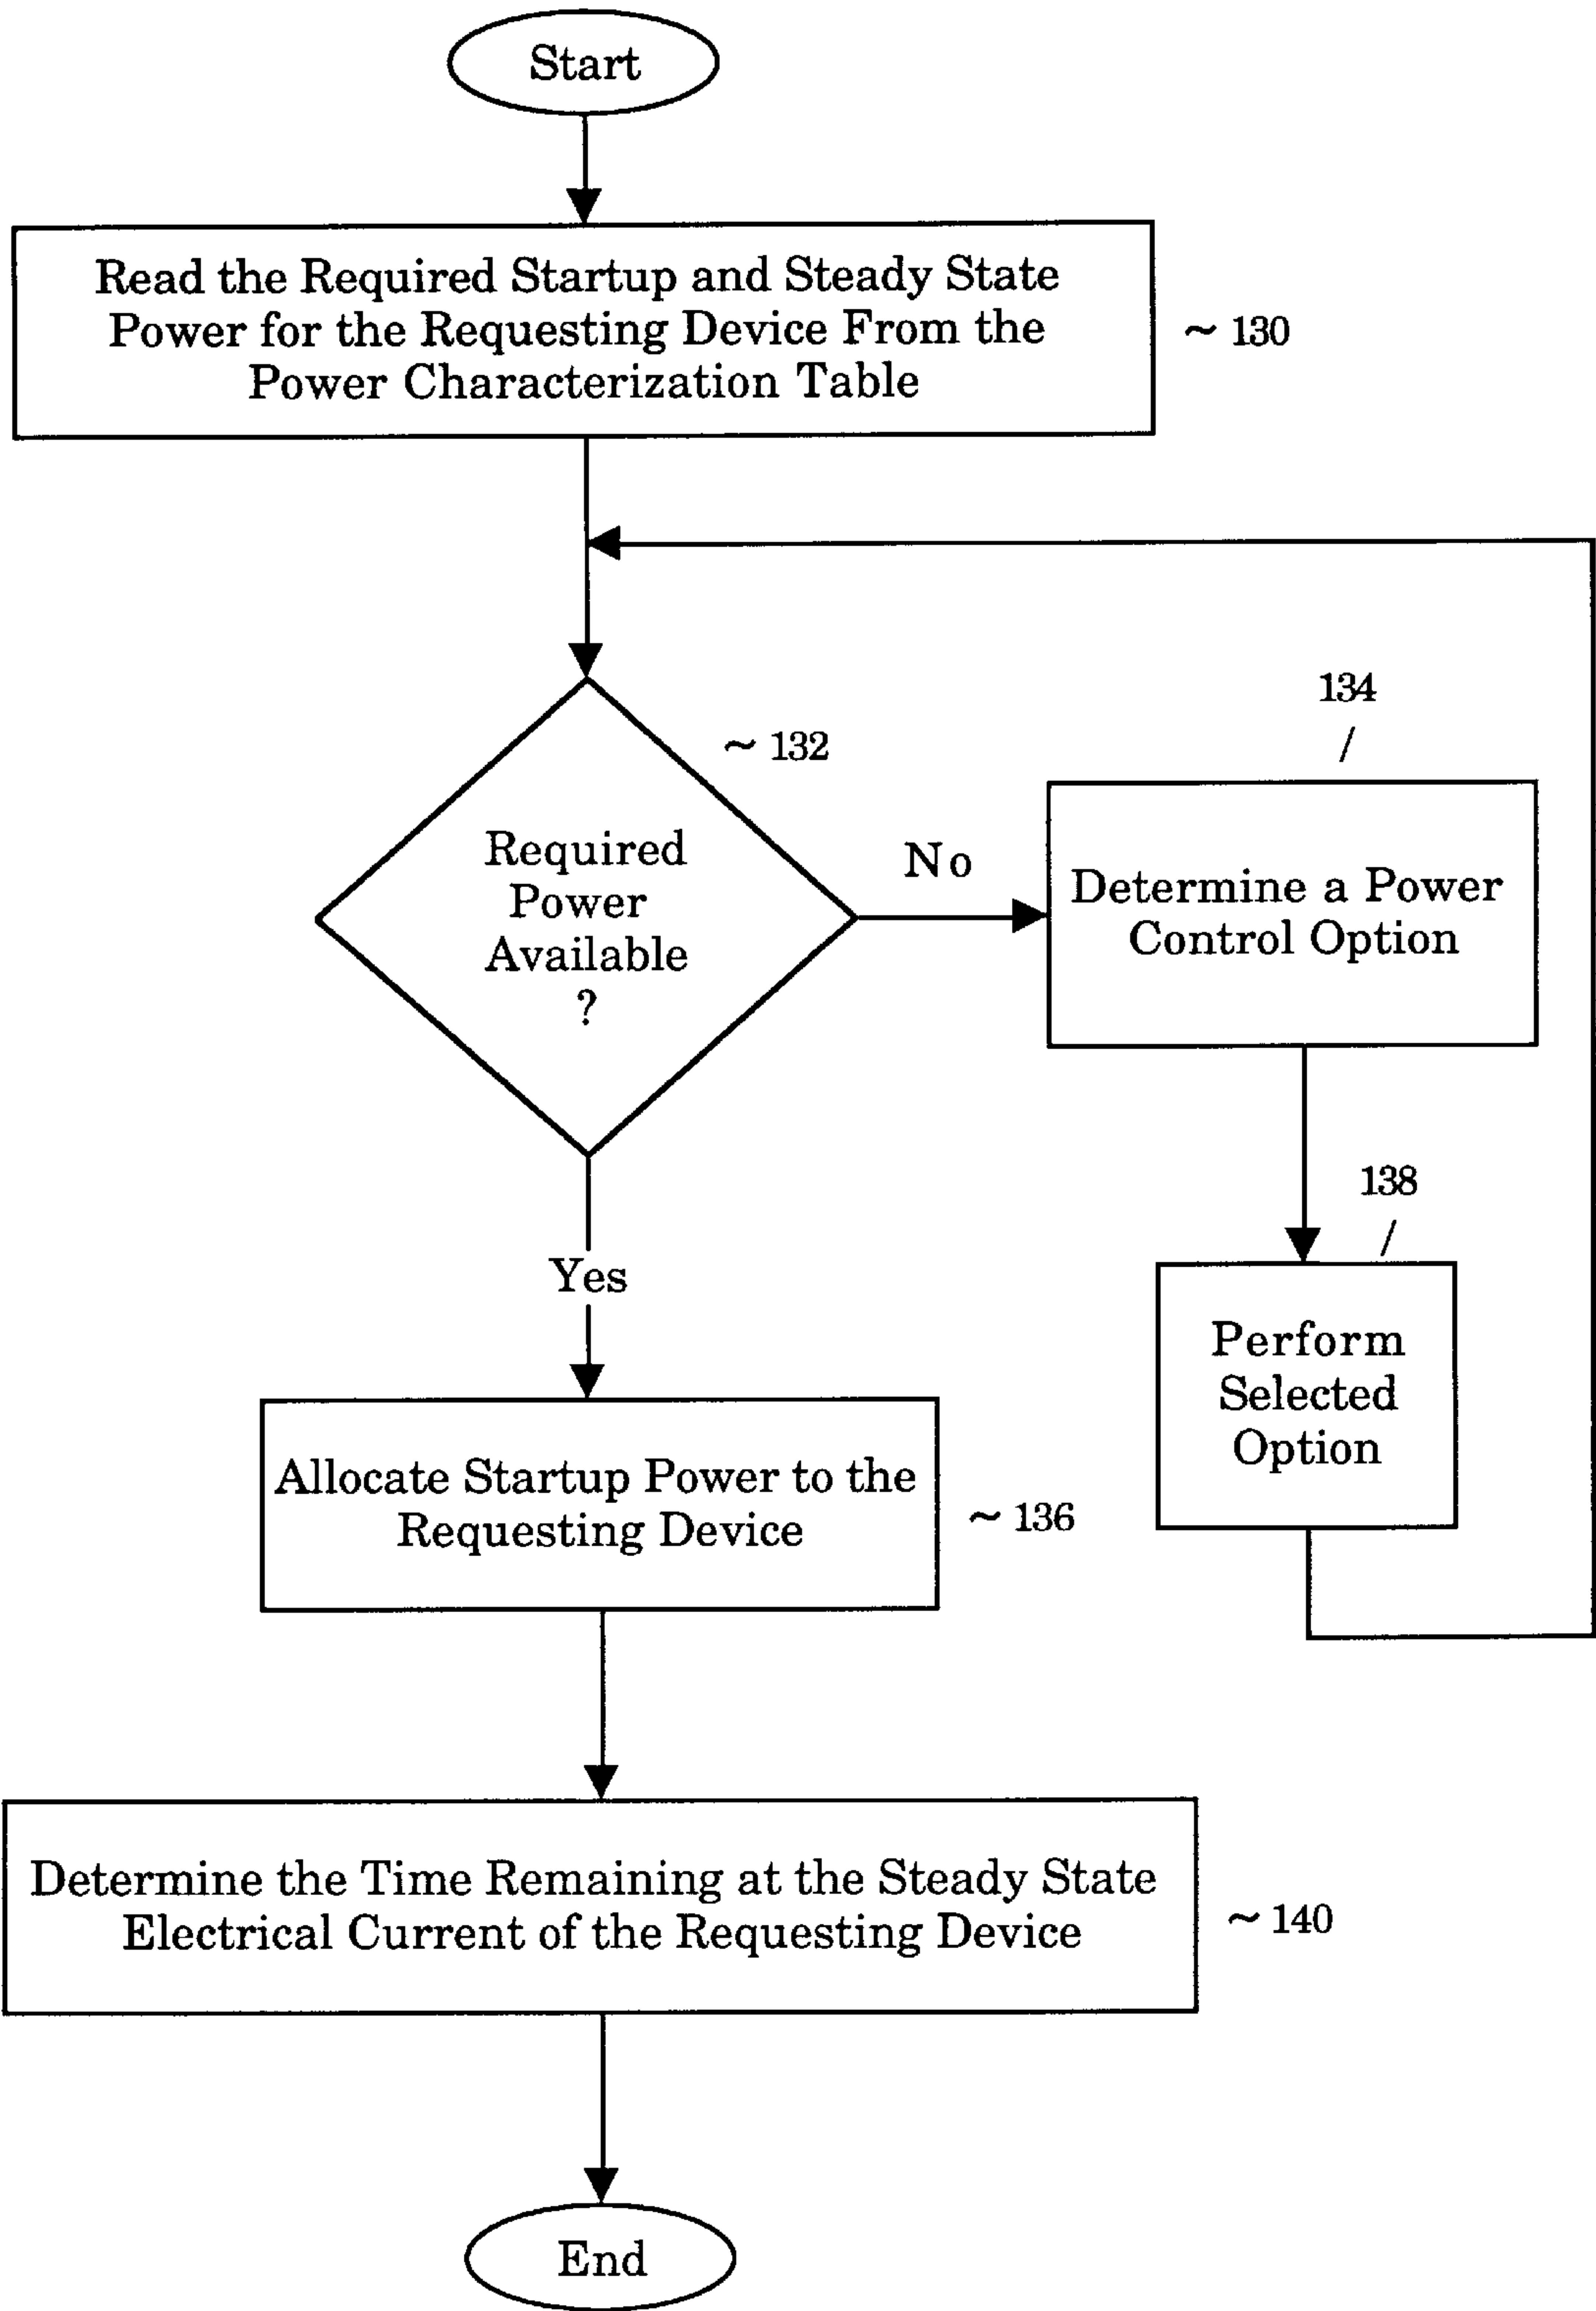 Start
Read the Required Startup and Steady State
Power for the Requesting Device From the
Power Characterization Table
~ 130
~ 132
Required
Power
Available
?
No
134
/
Determine a Power
Control Option
138
/
Perform
Selected
Option
Yes
Allocate Startup Power to the
Requesting Device
~ 136
Determine the Time Remaining at the Steady State
Electrical Current of the Requesting Device
~ 140
End